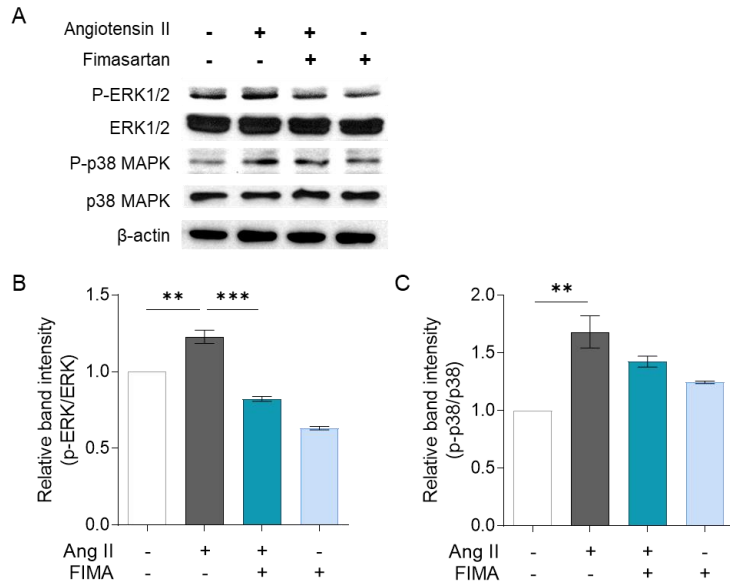 A
Angiotensin II - + + -
Fimasartan - - + +
P-ERK1/2
ERK1/2
P-p38 MAPK
p38 MAPK
β-actin
B
Relative band intensity
(p-ERK/ERK)
1.5
1.0
0.5
0.0
** ***
Ang II - + + -
FIMA - - + +
C
Relative band intensity
(p-p38/p38)
2.0
1.5
1.0
0.5
0.0
**
Ang II - + + -
FIMA - - + +